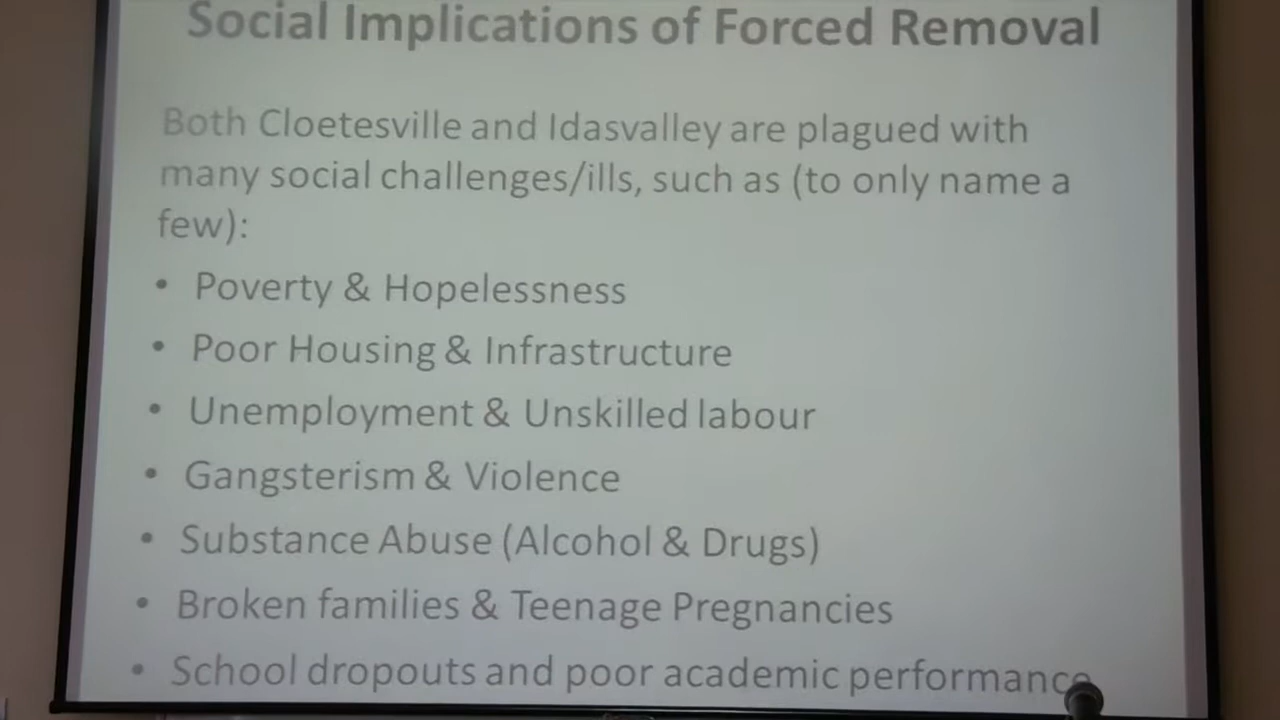 Social Implications of Forced Removal
Both Cloetesville and Idasvalley are plagued with
many social challenges/ills, such as (to only name a
few):
• Poverty & Hopelessness
• Poor Housing & Infrastructure
• Unemployment & Unskilled labour
• Gangsterism & Violence
• Substance Abuse (Alcohol & Drugs)
• Broken families & Teenage Pregnancies
• School dropouts and poor academic performance